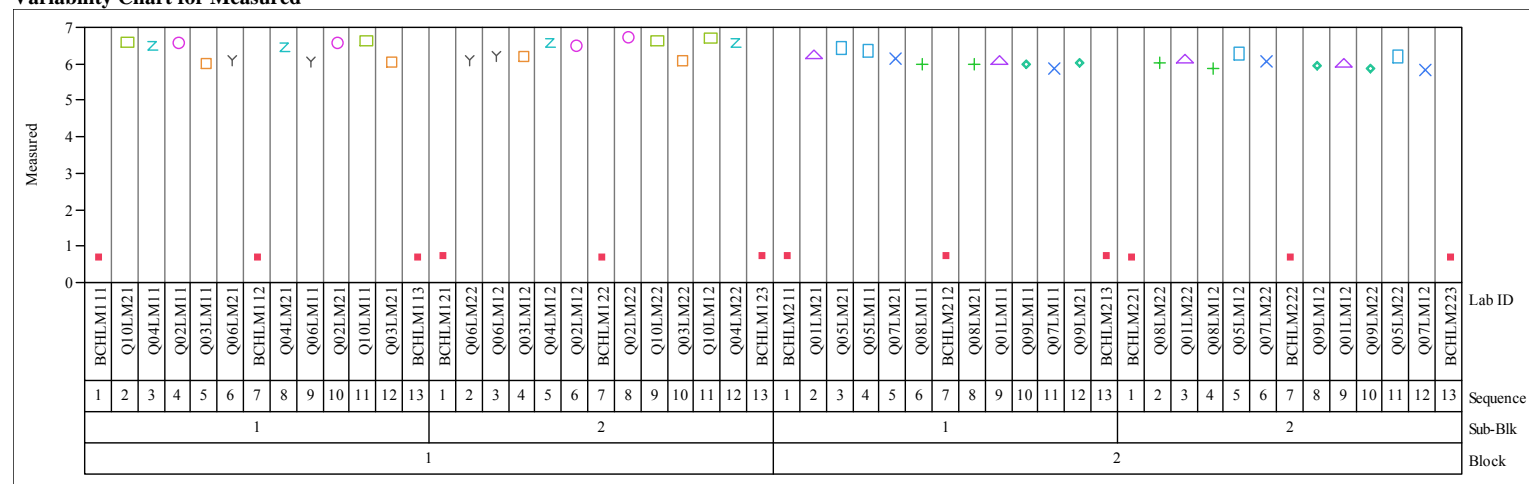 Variability Chart for Measured
7
6
5
4
3
2
1
0
Measured
BCHLM111 Q10LM21 Q04LM11 Q02LM11 Q03LM11 Q06LM21 BCHLM112 Q04LM21 Q06LM11 Q02LM21 Q10LM11 Q03LM21 BCHLM113 BCHLM121 Q06LM22 Q06LM12 Q03LM12 Q04LM12 Q02LM12 BCHLM122 Q02LM22 Q10LM22 Q03LM22 Q10LM12 Q04LM22 BCHLM123 BCHLM211 Q01LM21 Q05LM21 Q05LM11 Q07LM21 Q08LM11 BCHLM212 Q08LM21 Q01LM11 Q09LM11 Q07LM11 Q09LM21 BCHLM213 BCHLM221 Q08LM22 Q01LM22 Q08LM12 Q05LM12 Q07LM22 BCHLM222 Q09LM12 Q01LM12 Q09LM22 Q05LM22 Q07LM12 BCHLM223 Lab ID
1 2 3 4 5 6 7 8 9 10 11 12 13 1 2 3 4 5 6 7 8 9 10 11 12 13 1 2 3 4 5 6 7 8 9 10 11 12 13 1 2 3 4 5 6 7 8 9 10 11 12 13 Sequence
1 2 1 2 Sub-Blk
1 2 Block